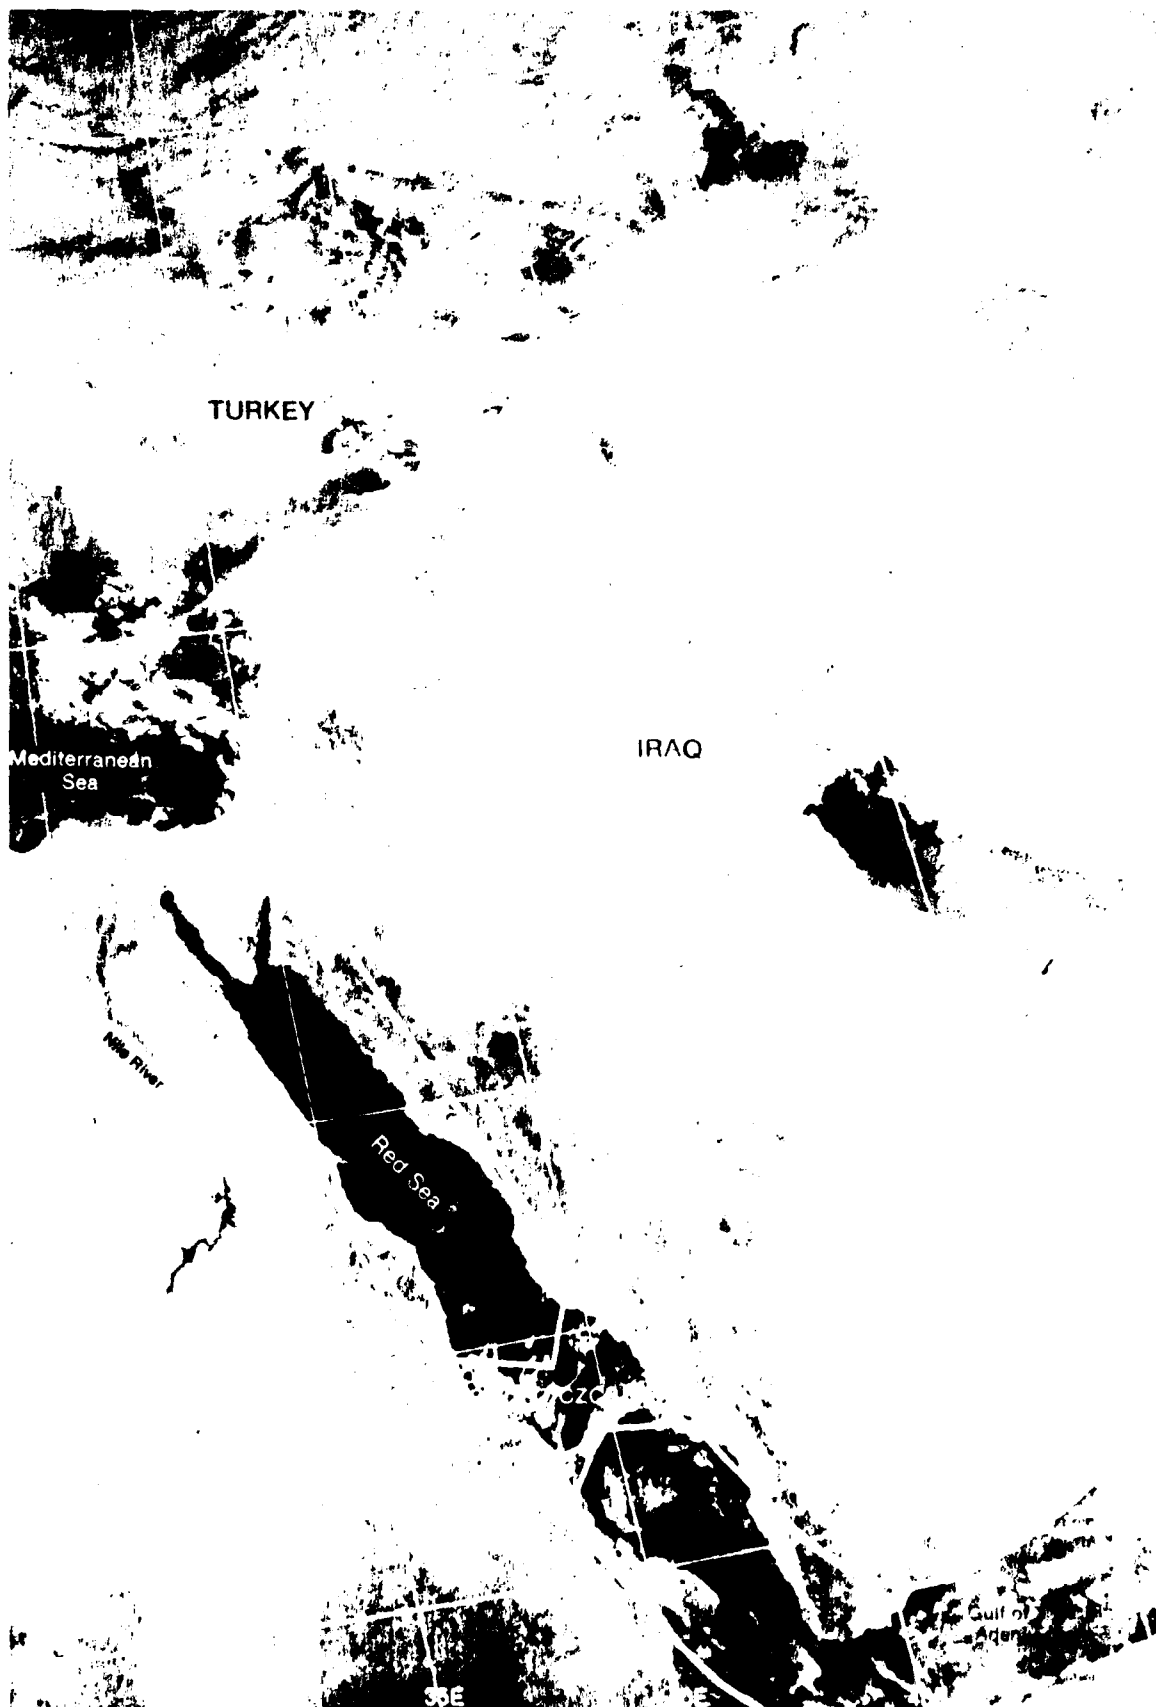 TURKEY
IRAQ
Mediterranean
Sea
Nile River
Red Sea
CZC
Gulf of
Aden
35E